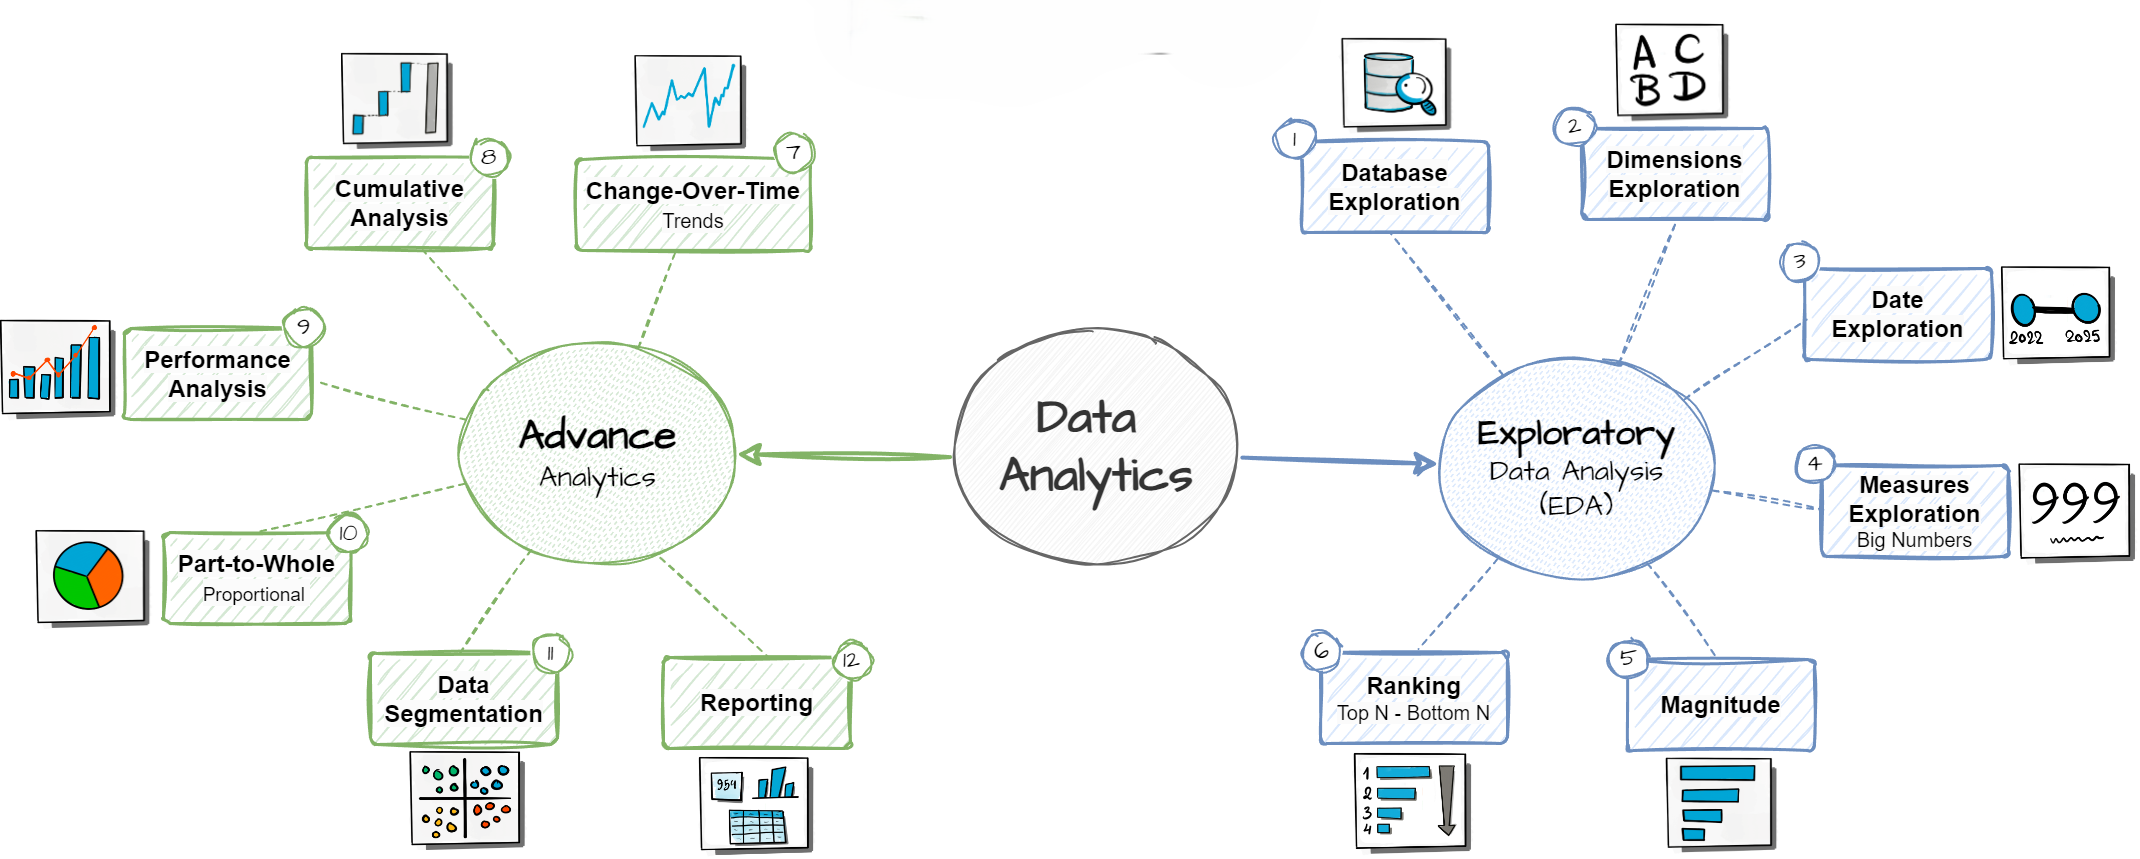 Data
Analytics
Exploratory
Data Analysis
(EDA)
1
Database
Exploration
A C
B D
2
Dimensions
Exploration
3
Date
Exploration
2022 2025
4
Measures
Exploration
Big Numbers
999
5
Magnitude
6
Ranking
Top N - Bottom N
1
2
3
4
Advance
Analytics
7
Change-Over-Time
Trends
8
Cumulative
Analysis
9
Performance
Analysis
10
Part-to-Whole
Proportional
11
Data
Segmentation
12
Reporting
954